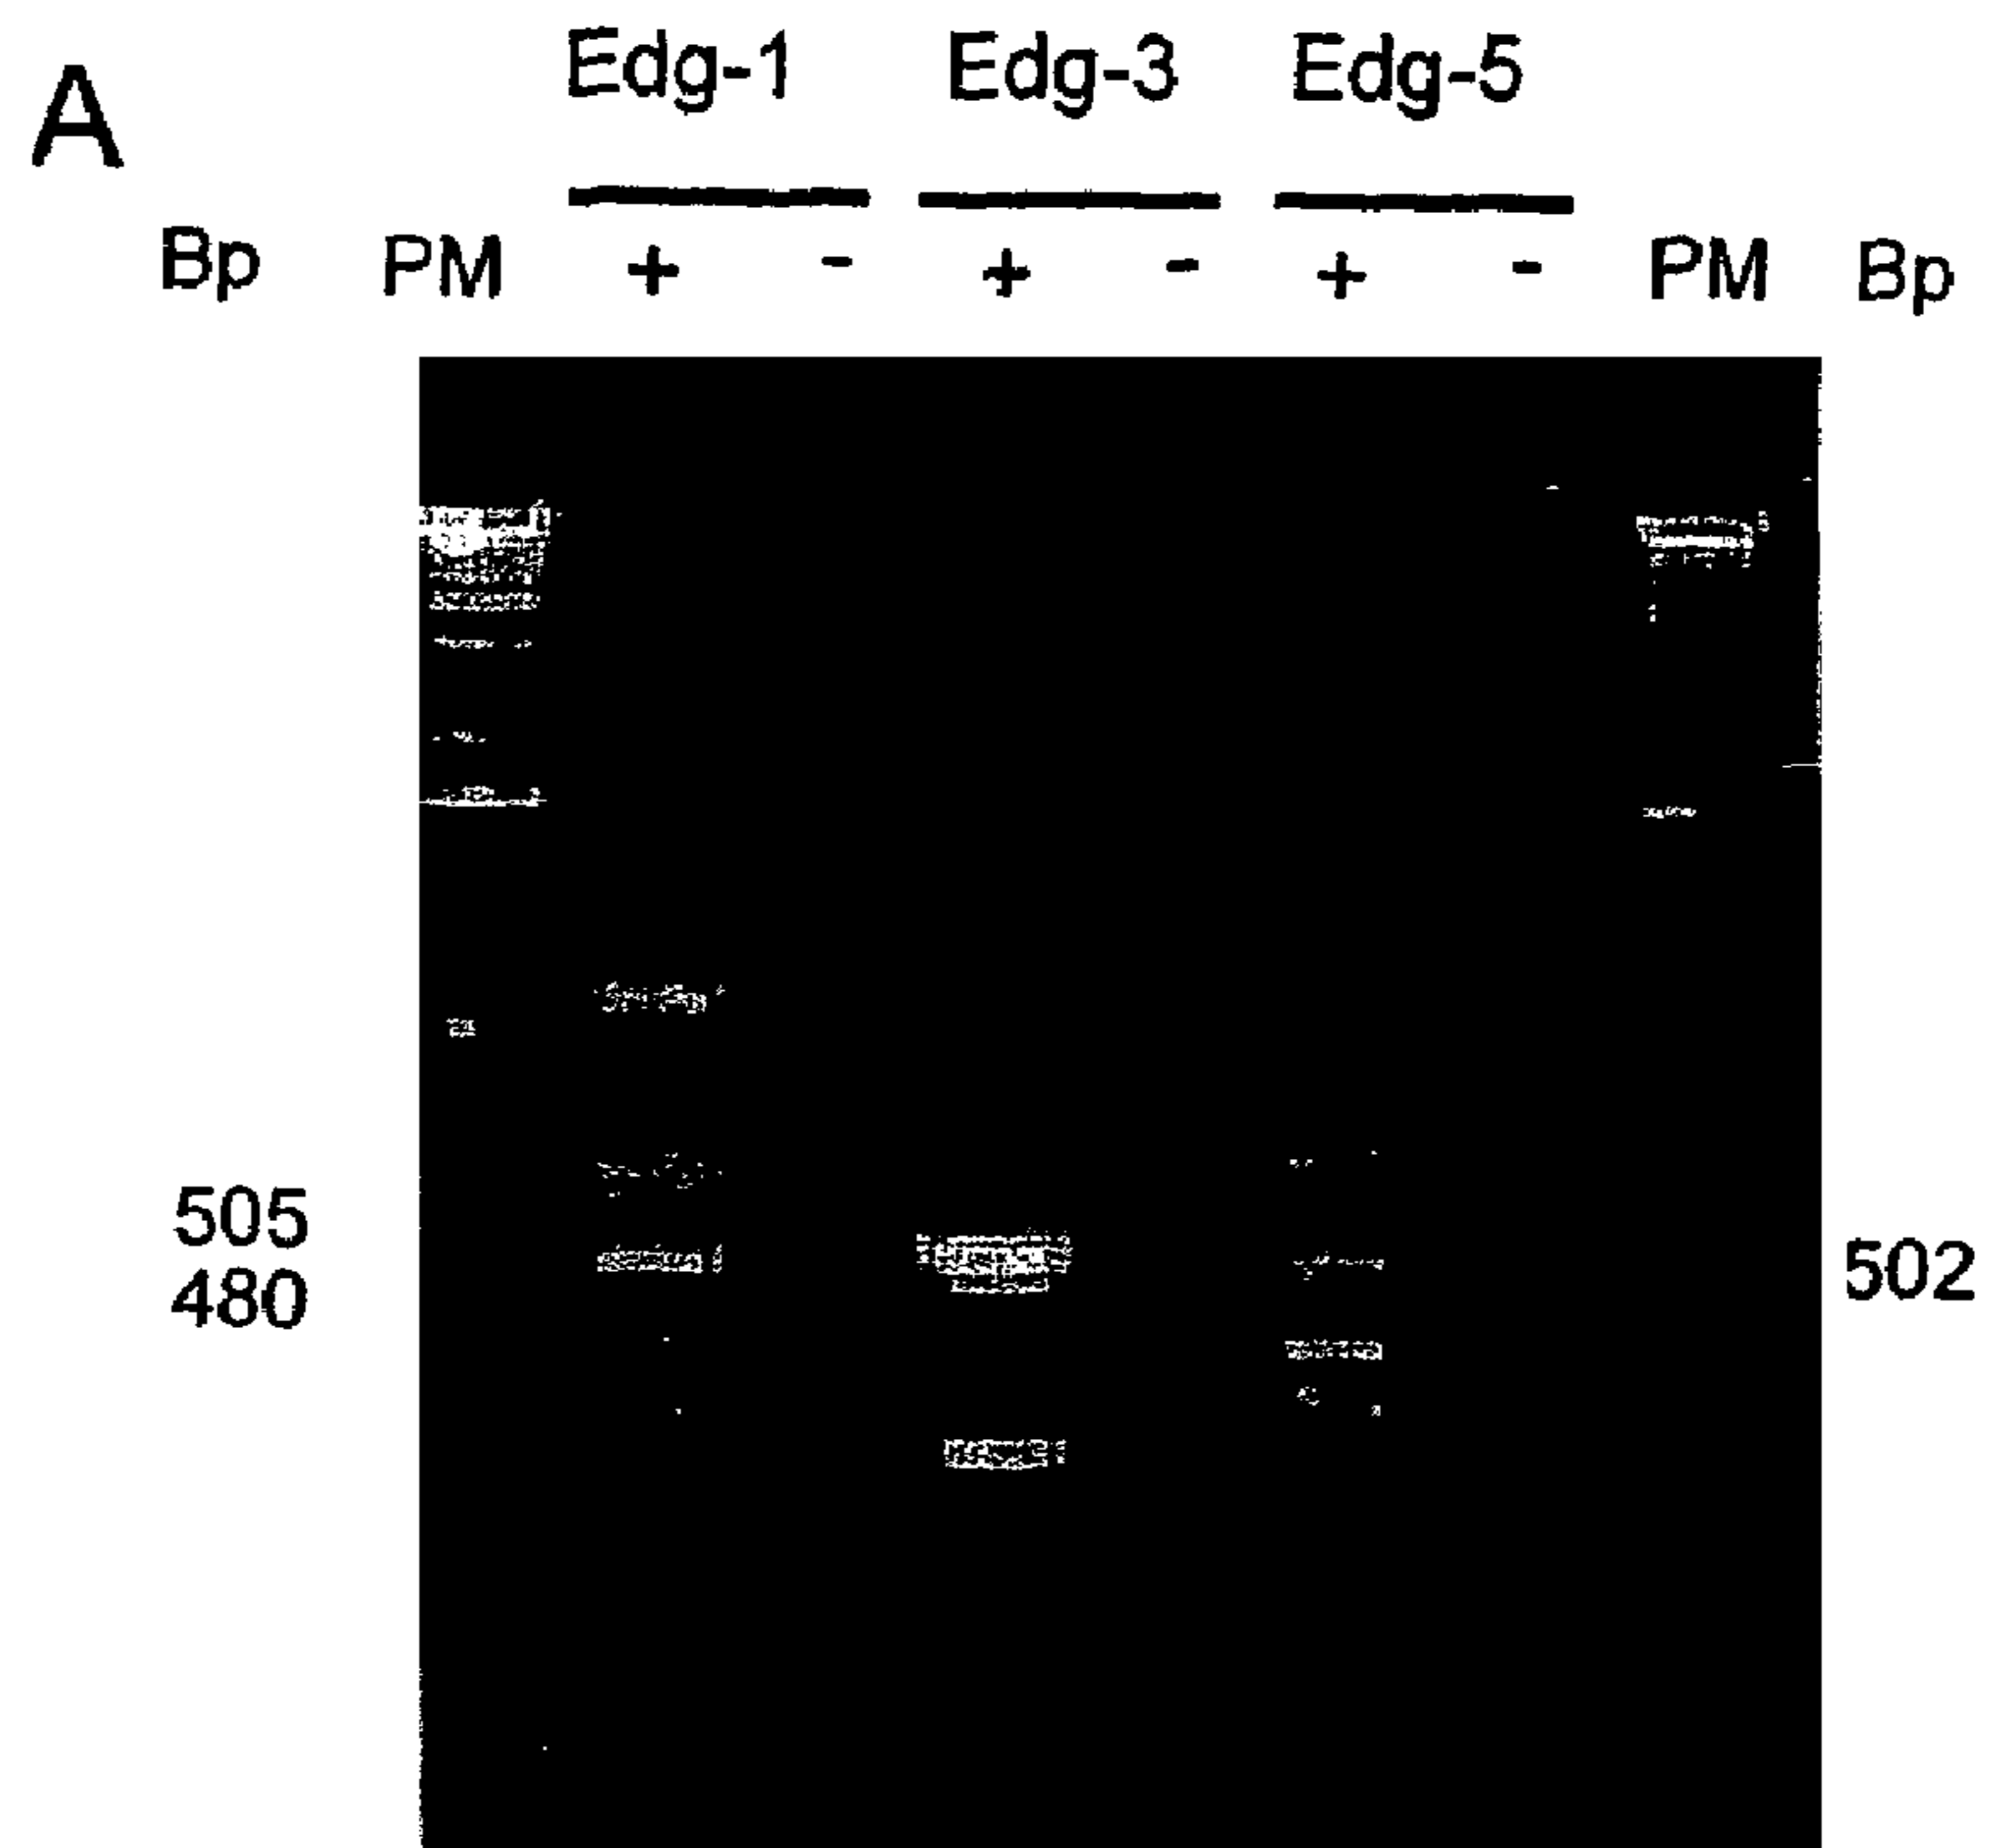 A
Edg-1 Edg-3 Edg-5
Bp PM + - + - + - PM Bp
505
480
502